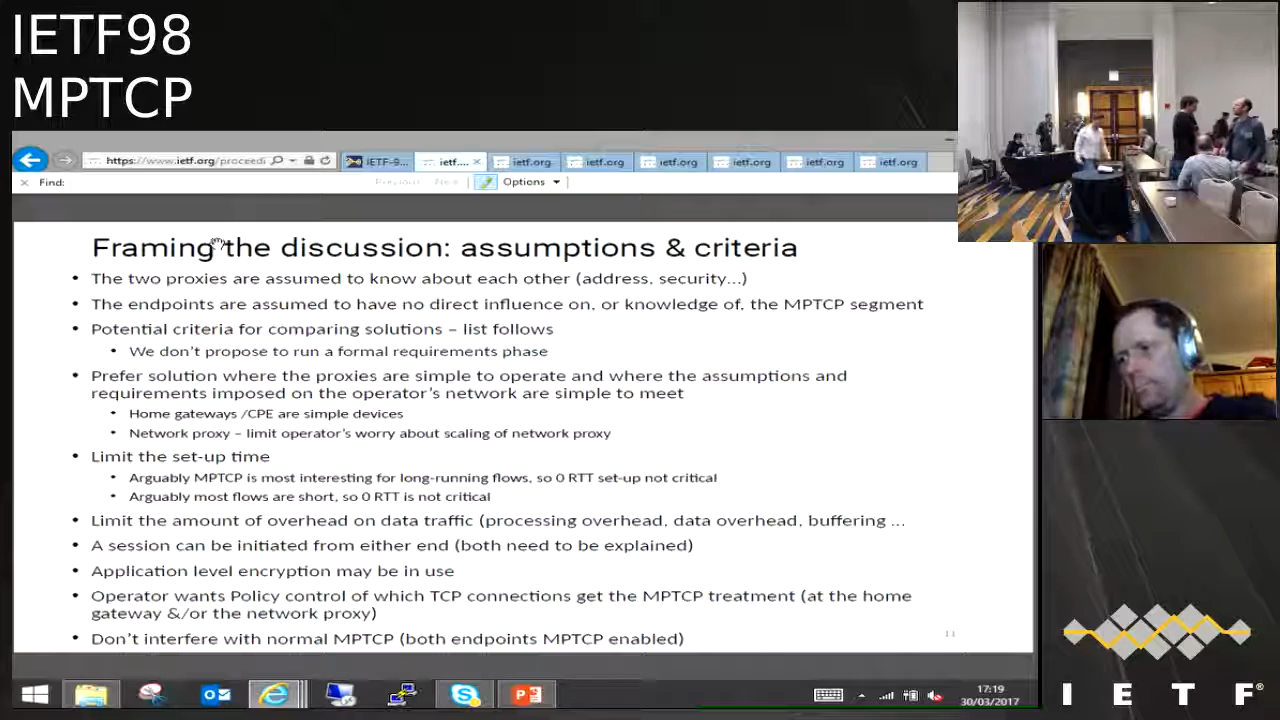 IETF98
MPTCP
https://www.ietf.org/proceedi
IETF-9...
ietf....
ietf.org
ietf.org
ietf.org
ietf.org
ietf.org
ietf.org
Find:
Previous
Options
Framing the discussion: assumptions & criteria
• The two proxies are assumed to know about each other (address, security...)
• The endpoints are assumed to have no direct influence on, or knowledge of, the MPTCP segment
• Potential criteria for comparing solutions – list follows
• We don't propose to run a formal requirements phase
• Prefer solution where the proxies are simple to operate and where the assumptions and
requirements imposed on the operator's network are simple to meet
• Home gateways /CPE are simple devices
• Network proxy – limit operator's worry about scaling of network proxy
• Limit the set-up time
• Arguably MPTCP is most interesting for long-running flows, so 0 RTT set-up not critical
• Arguably most flows are short, so 0 RTT is not critical
• Limit the amount of overhead on data traffic (processing overhead, data overhead, buffering ...
• A session can be initiated from either end (both need to be explained)
• Application level encryption may be in use
• Operator wants Policy control of which TCP connections get the MPTCP treatment (at the home
gateway &/or the network proxy)
• Don't interfere with normal MPTCP (both endpoints MPTCP enabled)
11
17:19
30/03/2017
I E T F®